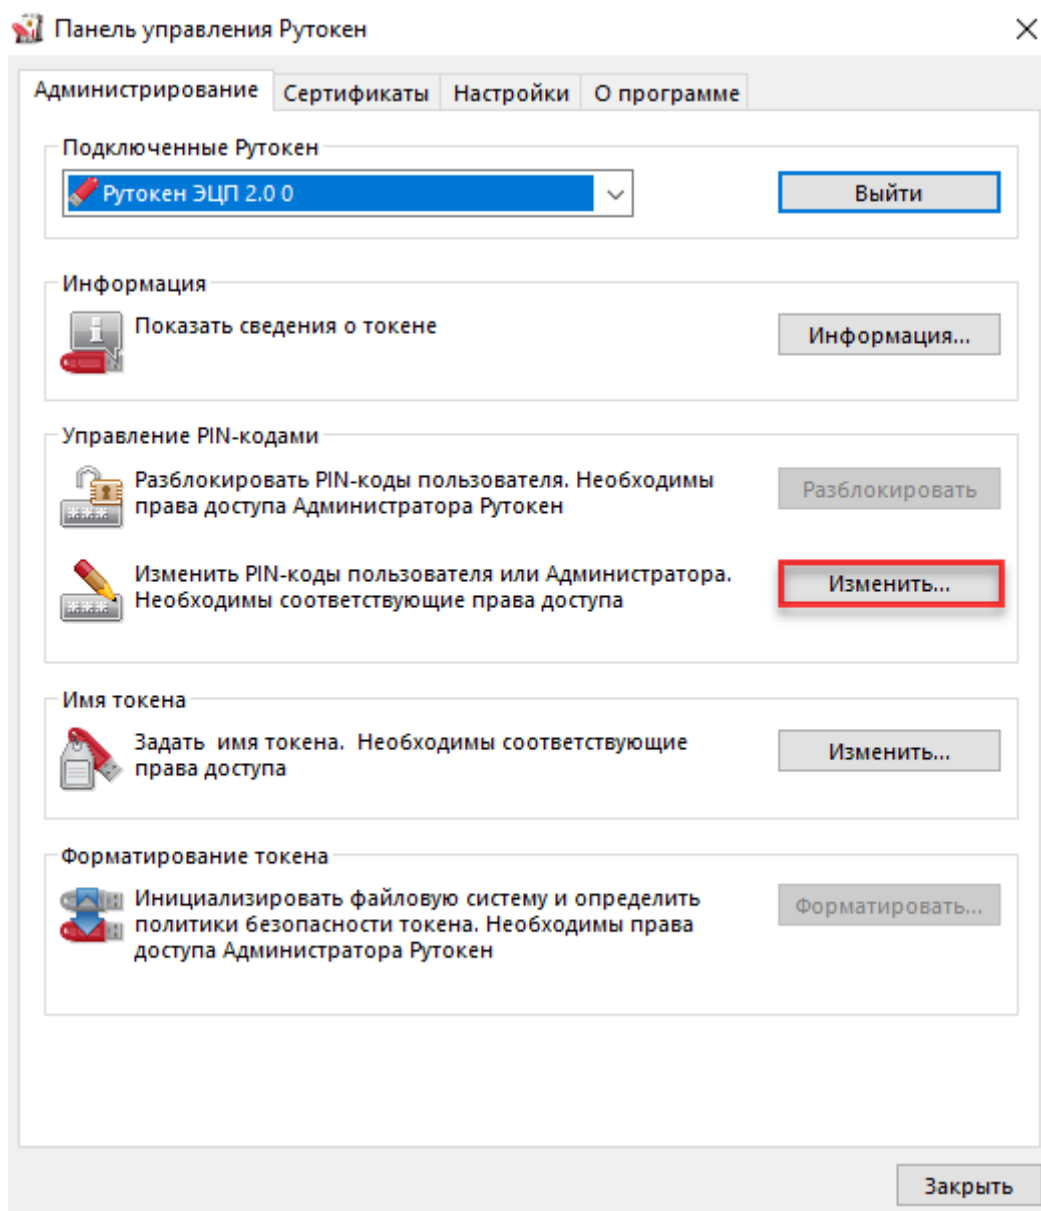 Панель управления Рутокен
Администрирование Сертификаты Настройки О программе
Подключенные Рутокен
Рутокен ЭЦП 2.0 0
Выйти
Информация
Показать сведения о токене
Информация...
Управление PIN-кодами
Разблокировать PIN-коды пользователя. Необходимы
права доступа Администратора Рутокен
Разблокировать
Изменить PIN-коды пользователя или Администратора.
Необходимы соответствующие права доступа
Изменить...
Имя токена
Задать имя токена. Необходимы соответствующие
права доступа
Изменить...
Форматирование токена
Инициализировать файловую систему и определить
политики безопасности токена. Необходимы права
доступа Администратора Рутокен
Форматировать...
Закрыть